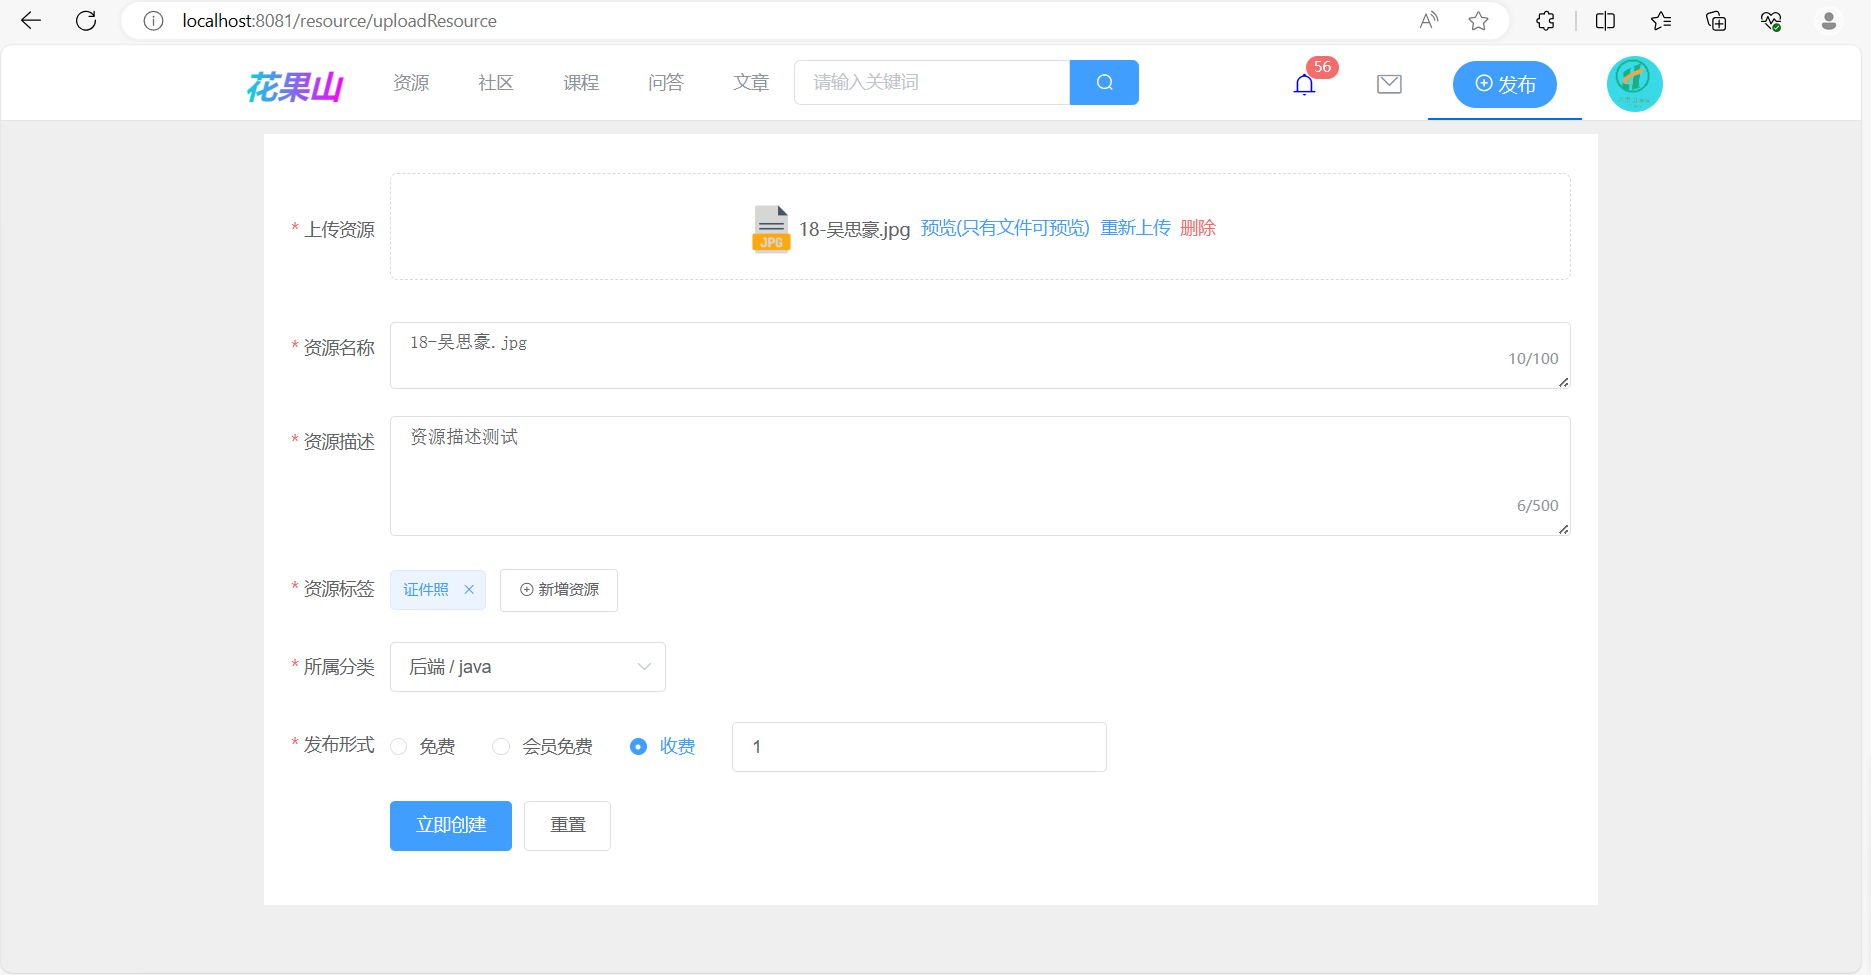 localhost:8081/resource/uploadResource
花果山 资源 社区 课程 问答 文章 请输入关键词 56 发布
* 上传资源 JPG 18-吴思豪.jpg 预览(只有文件可预览) 重新上传 删除
* 资源名称 18-吴思豪.jpg
10/100
* 资源描述 资源描述测试
6/500
* 资源标签 证件照 新增资源
* 所属分类 后端 / java
* 发布形式 免费 会员免费 收费 1
立即创建 重置